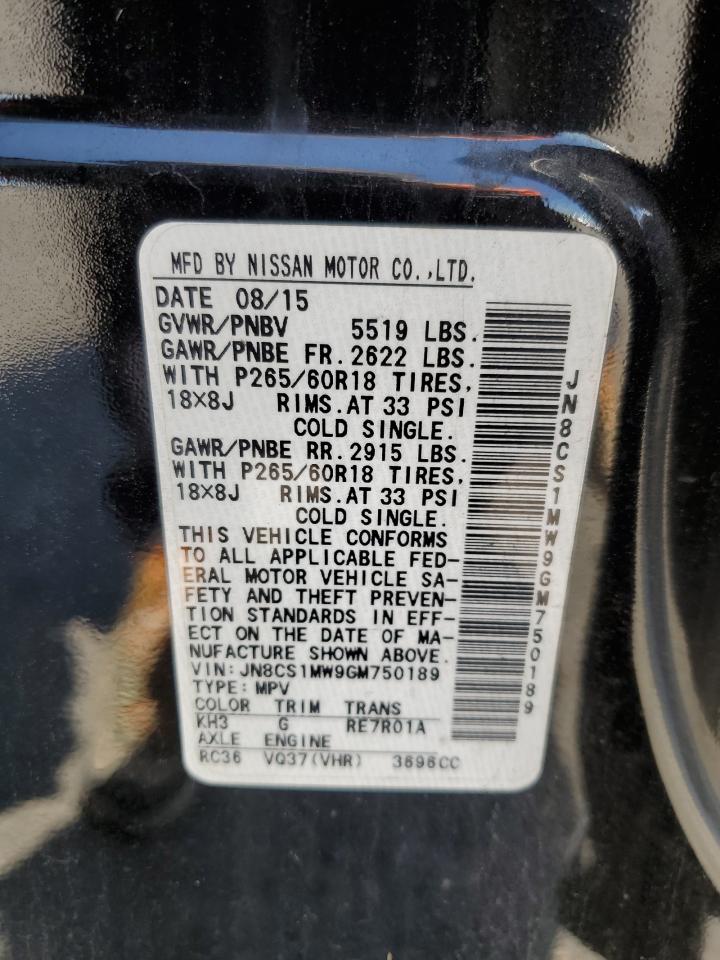 MFD BY NISSAN MOTOR CO.,LTD.
DATE 08/15
GVWR/PNBV 5519 LBS.
GAWR/PNBE FR. 2622 LBS.
WITH P265/60R18 TIRES,
18×8J RIMS. AT 33 PSI
COLD SINGLE.
GAWR/PNBE RR. 2915 LBS.
WITH P265/60R18 TIRES,
18×8J RIMS. AT 33 PSI
COLD SINGLE.
THIS VEHICLE CONFORMS
TO ALL APPLICABLE FED-
ERAL MOTOR VEHICLE SA-
FETY AND THEFT PREVEN-
TION STANDARDS IN EFF-
ECT ON THE DATE OF MA-
NUFACTURE SHOWN ABOVE.
VIN: JN8CS1MW9GM750189
TYPE: MPV
COLOR TRIM TRANS
KH3 G RE7R01A
AXLE ENGINE
RC36 VQ37(VHR) 3696CC
JN8CS1MW9GM750189